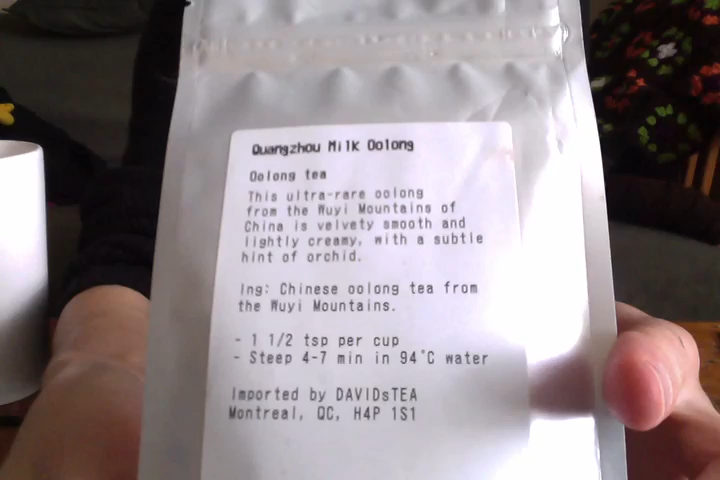 Quangzhou Milk Oolong
Oolong tea
This ultra-rare oolong
from the Wuyi Mountains of
China is velvety smooth and
lightly creamy, with a subtle
hint of orchid.
Ing: Chinese oolong tea from
the Wuyi Mountains.
- 1 1/2 tsp per cup
- Steep 4-7 min in 94°C water
Imported by DAVIDsTEA
Montreal, QC, H4P 1S1